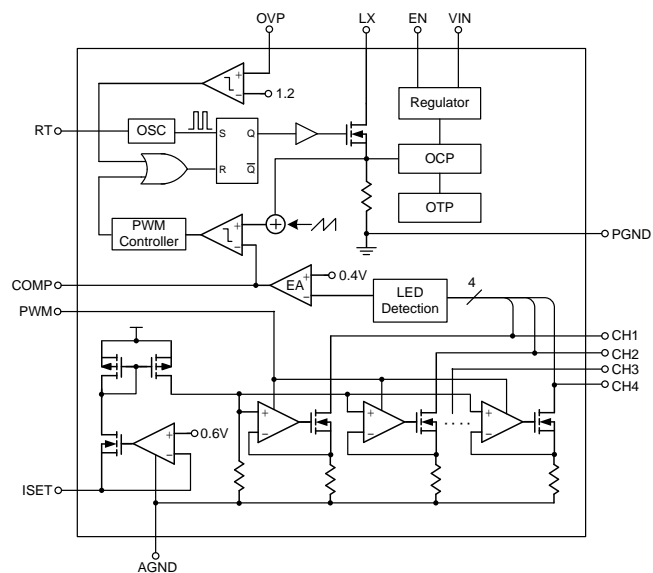 OVP LX EN VIN
+
−
1.2
Regulator
RT
OSC
S Q
R Q̅
OCP
OTP
PWM
Controller
+
−
+
PGND
COMP
EA
+
−
0.4V
LED
Detection
4
PWM
CH1
CH2
CH3
CH4
+
−
0.6V
+
−
+
−
....
+
−
ISET
AGND